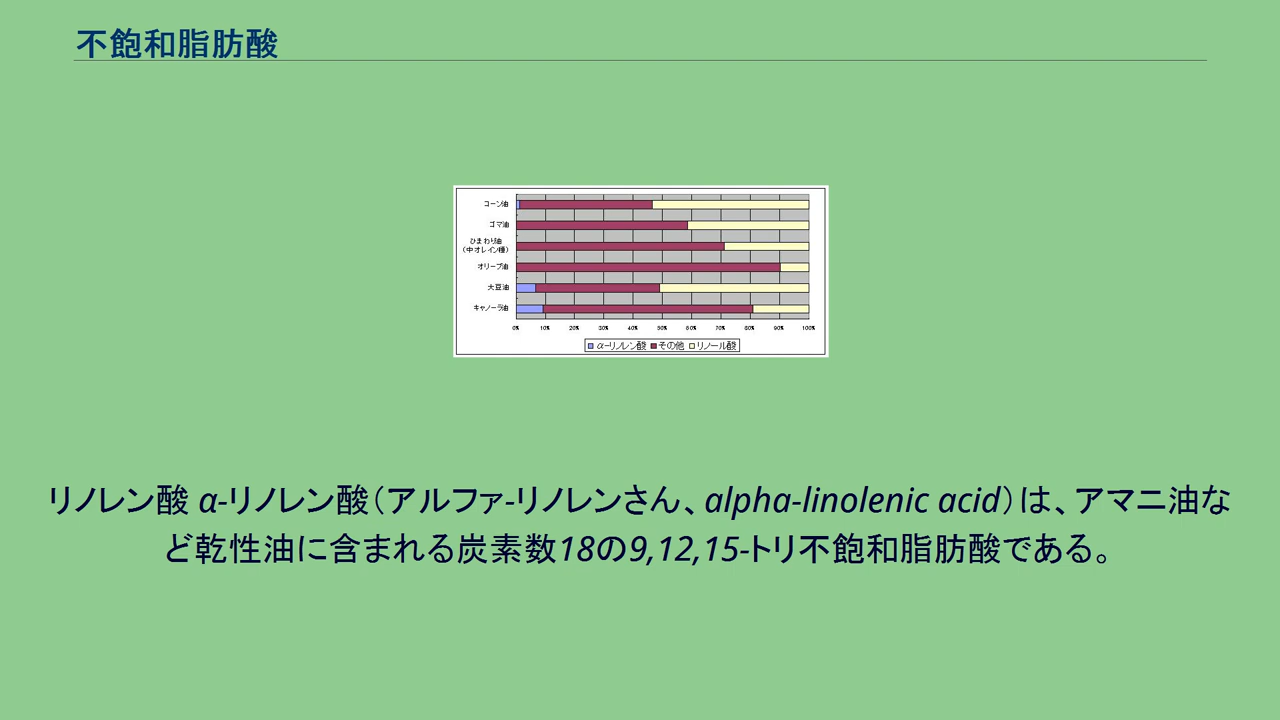 不飽和脂肪酸
コーン油
ゴマ油
ひまわり油
（中オレイン種）
オリーブ油
大豆油
キャノーラ油
0% 10% 20% 30% 40% 50% 60% 70% 80% 90% 100%
α-リノレン酸 その他 リノール酸
リノレン酸 α-リノレン酸（アルファ-リノレンさん、alpha-linolenic acid）は、アマニ油な
ど乾性油に含まれる炭素数18の9,12,15-トリ不飽和脂肪酸である。